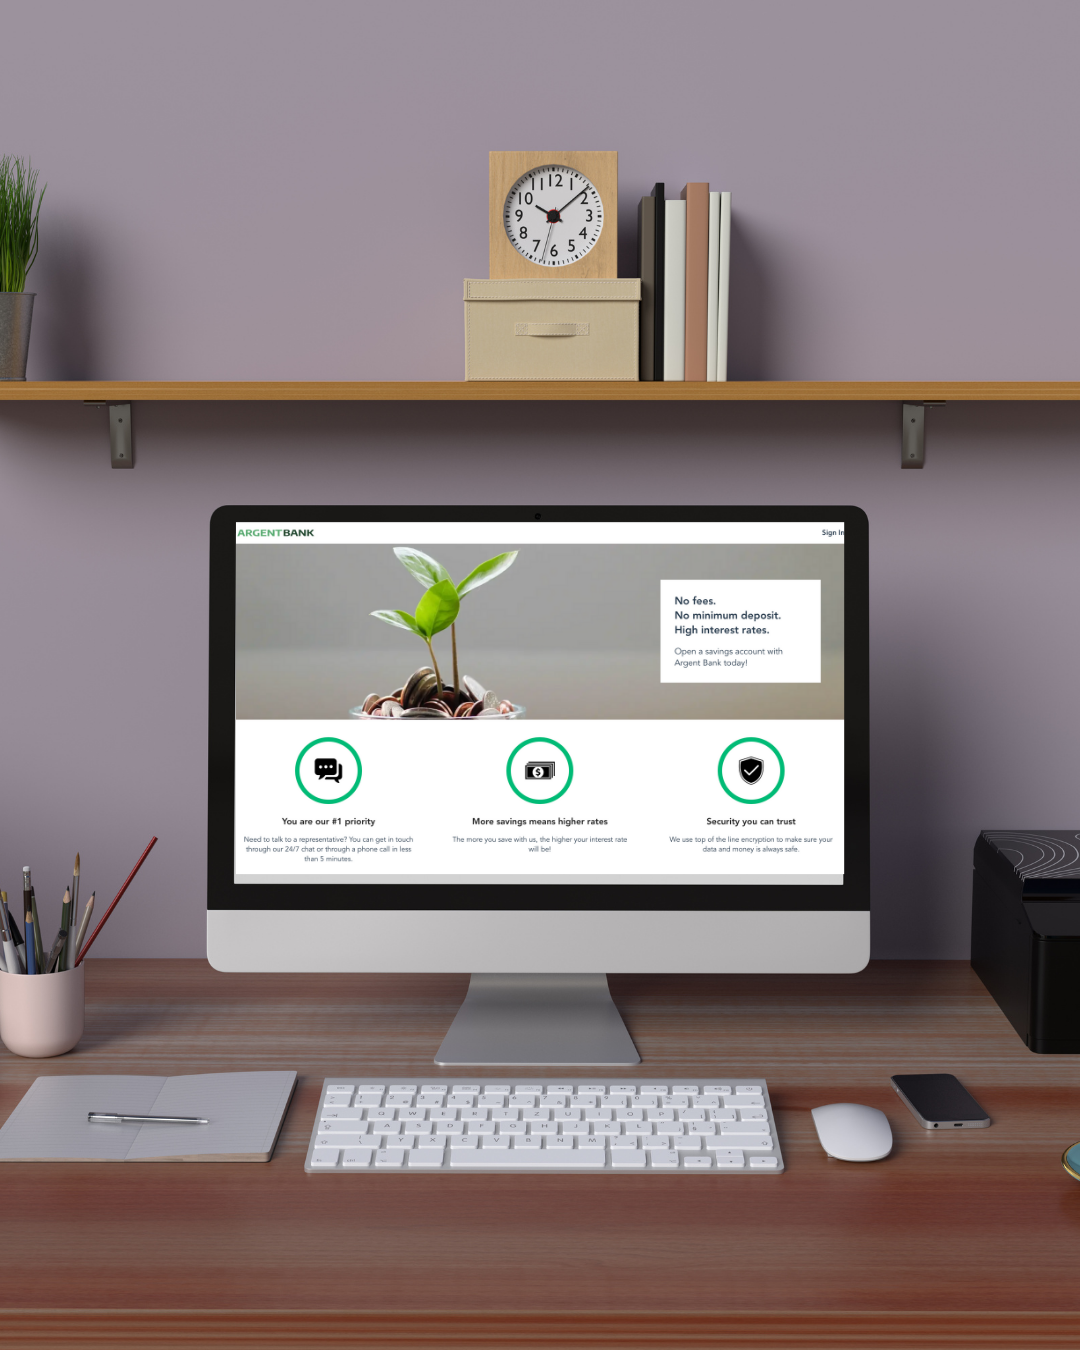 11 12 1
10 2
9 3
8 4
7 6 5
ARGENTBANK
Sign In
No fees.
No minimum deposit.
High interest rates.
Open a savings account with
Argent Bank today!
You are our #1 priority
More savings means higher rates
Security you can trust
Need to talk to a representative? You can get in touch
through our 24/7 chat or through a phone call in less
than 5 minutes.
The more you save with us, the higher your interest rate
will be!
We use top of the line encryption to make sure your
data and money is always safe.
Q W E R T Z U I O P
A S D F G H J K L
Y X C V B N M